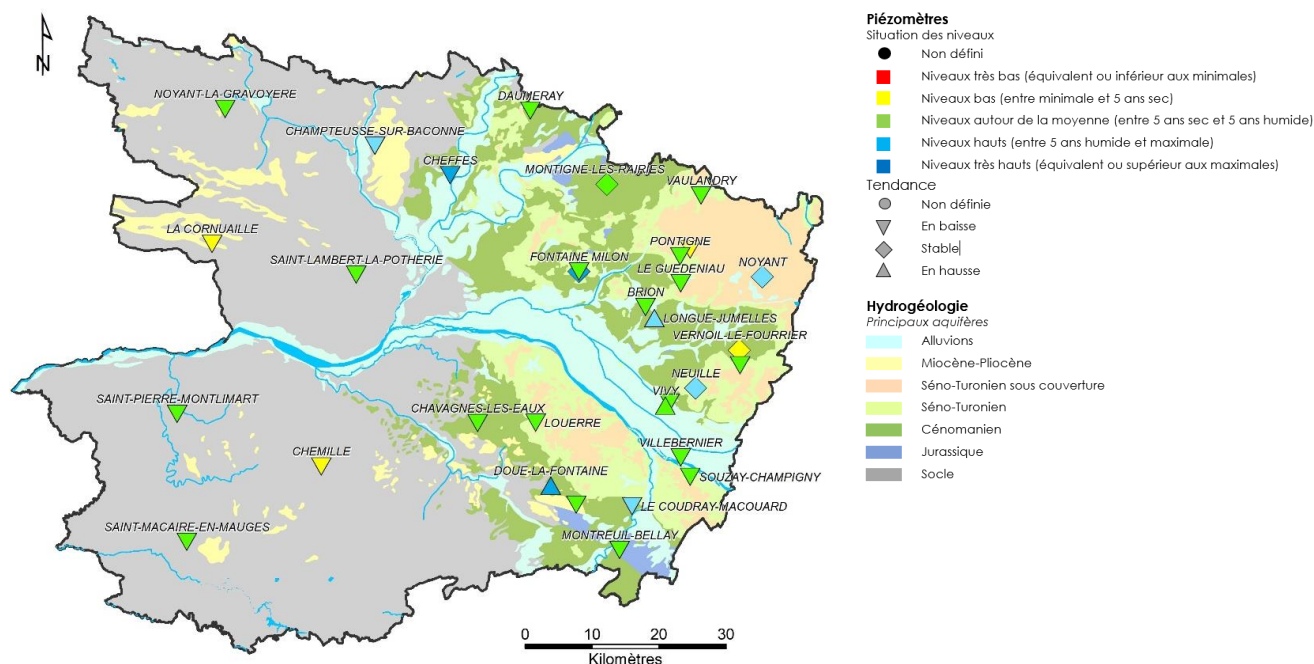 N
NOYANT-LA-GRAVOYERE
DAUMERAY
CHAMPTEUSSE-SUR-BACONNE
CHEFFES
MONTIGNE-LES-RAIRIES
VAULANDRY
LA CORNUAILLE
PONTIGNE
SAINT-LAMBERT-LA-POTHERIE
FONTAINE MILON
NOYANT
LE GUEDENIAU
BRION
LONGUE-JUMELLES
VERNOIL-LE-FOURRIER
NEUILLE
VIVY
SAINT-PIERRE-MONTLIMART
CHAVAGNES-LES-EAUX
LOUERRE
VILLEBERNIER
CHEMILLE
DOUE-LA-FONTAINE
SOUZAY-CHAMPIGNY
LE COUDRAY-MACOUARD
SAINT-MACAIRE-EN-MAUGES
MONTREUIL-BELLAY
0 10 20 30
Kilomètres
Piézomètres
Situation des niveaux
Non défini
Niveaux très bas (équivalent ou inférieur aux minimales)
Niveaux bas (entre minimale et 5 ans sec)
Niveaux autour de la moyenne (entre 5 ans sec et 5 ans humide)
Niveaux hauts (entre 5 ans humide et maximale)
Niveaux très hauts (équivalent ou supérieur aux maximales)
Tendance
Non définie
En baisse
Stable
En hausse
Hydrogéologie
Principaux aquifères
Alluvions
Miocène-Pliocène
Séno-Turonien sous couverture
Séno-Turonien
Cénomanien
Jurassique
Socle